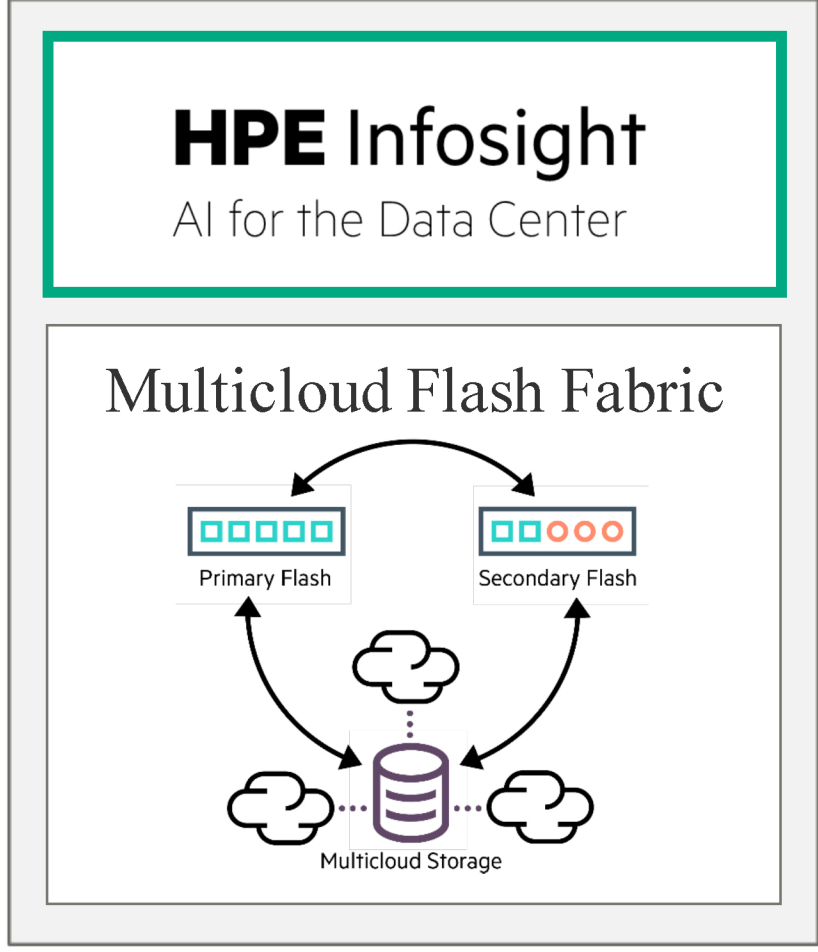 HPE Infosight
AI for the Data Center
Multicloud Flash Fabric
Primary Flash
Secondary Flash
Multicloud Storage